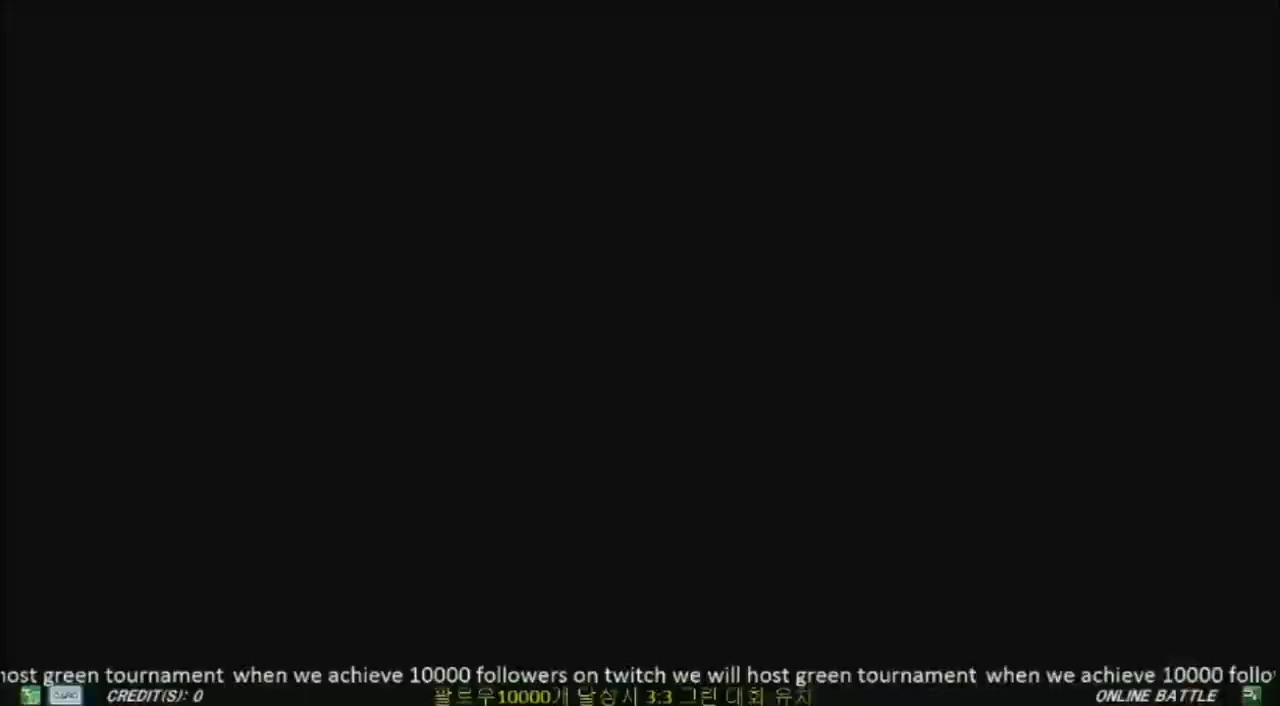 host green tournament when we achieve 10000 followers on twitch we will host green tournament when we achieve 10000 follo
CREDIT(S): 0 팔로우10000개 달성시 3:3 그린 대회 유지 ONLINE BATTLE